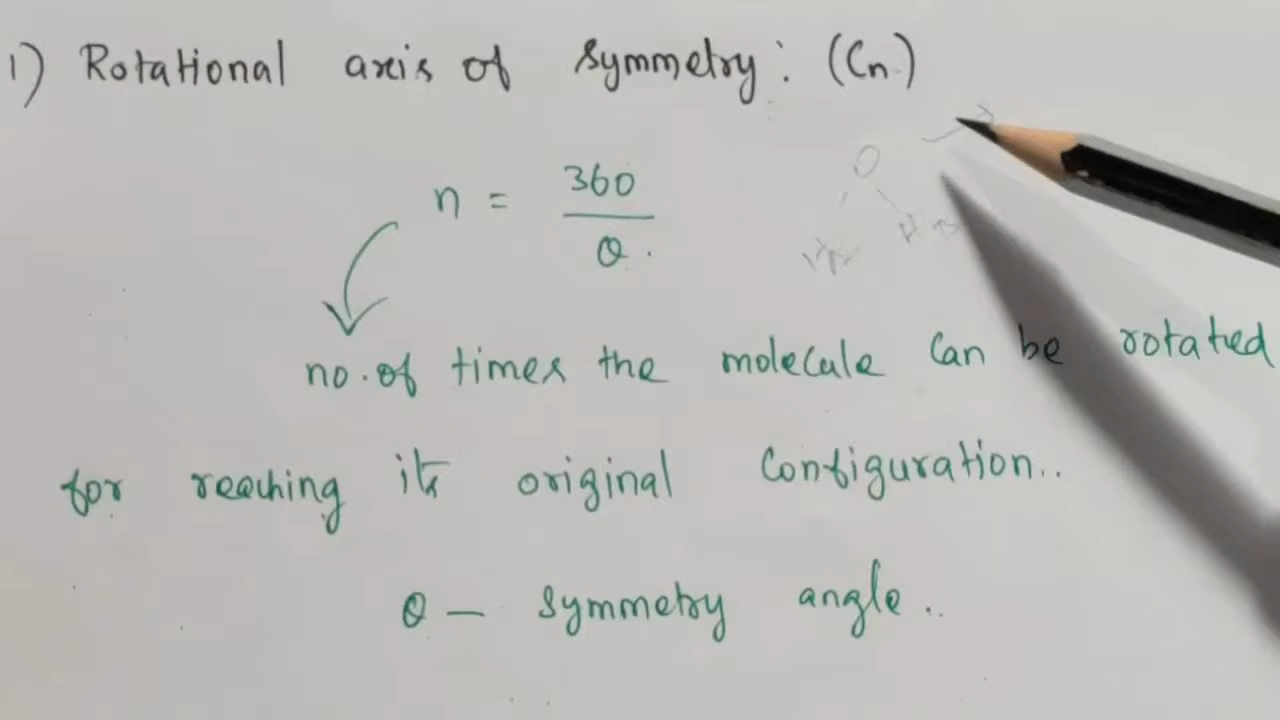 1) Rotational axis of symmetry: (Cn)
n = 360 / θ.
O
H H
no. of times the molecule can be rotated
for reaching its original configuration..
θ - symmetry angle..